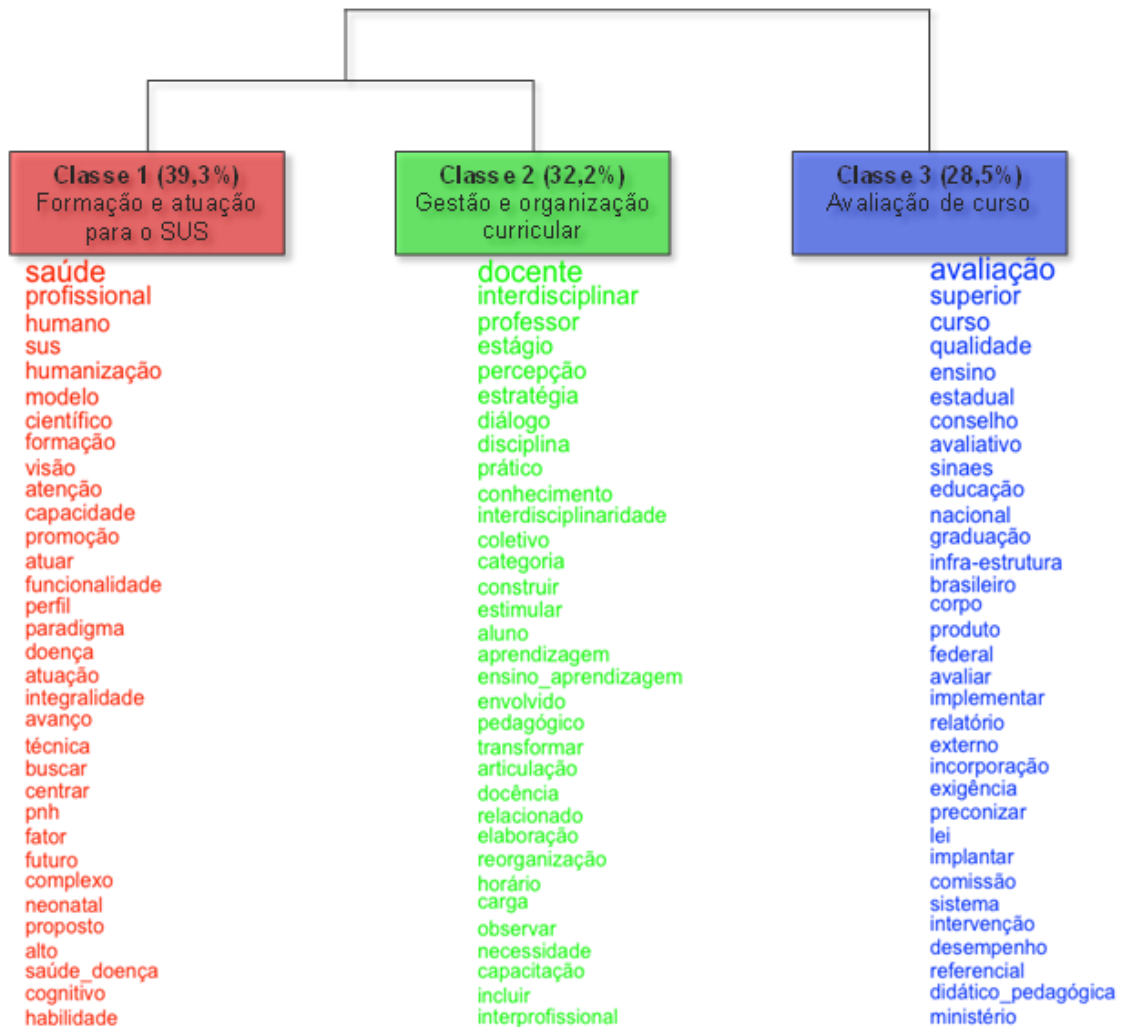 Classe 1 (39,3%)
Formação e atuação
para o SUS
saúde
profissional
humano
sus
humanização
modelo
científico
formação
visão
atenção
capacidade
promoção
atuar
funcionalidade
perfil
paradigma
doença
atuação
integralidade
avanço
técnica
buscar
centrar
pnh
fator
futuro
complexo
neonatal
proposto
alto
saúde_doença
cognitivo
habilidade
Classe 2 (32,2%)
Gestão e organização
curricular
docente
interdisciplinar
professor
estágio
percepção
estratégia
diálogo
disciplina
prático
conhecimento
interdisciplinaridade
coletivo
categoria
construir
estimular
aluno
aprendizagem
ensino_aprendizagem
envolvido
pedagógico
transformar
articulação
docência
relacionado
elaboração
reorganização
horário
carga
observar
necessidade
capacitação
incluir
interprofissional
Classe 3 (28,5%)
Avaliação de curso
avaliação
superior
curso
qualidade
ensino
estadual
conselho
avaliativo
sinaes
educação
nacional
graduação
infra-estrutura
brasileiro
corpo
produto
federal
avaliar
implementar
relatório
externo
incorporação
exigência
preconizar
lei
implantar
comissão
sistema
intervenção
desempenho
referencial
didático_pedagógica
ministério